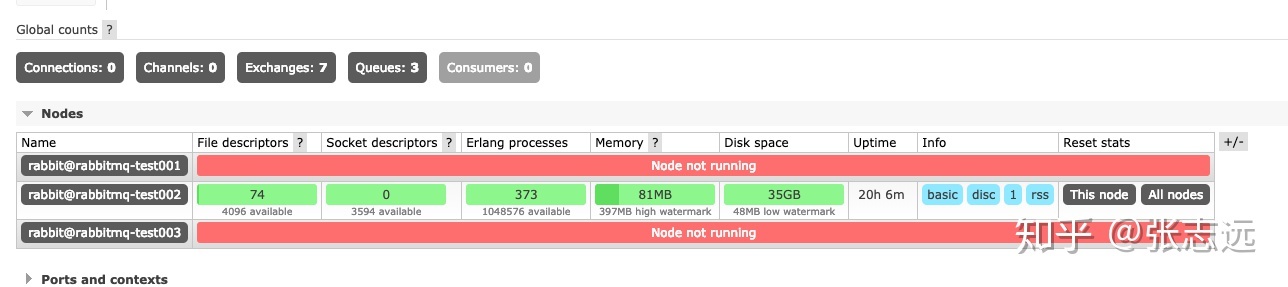 Global counts ?
Connections: 0 Channels: 0 Exchanges: 7 Queues: 3 Consumers: 0
Nodes
Name File descriptors ? Socket descriptors ? Erlang processes Memory ? Disk space Uptime Info Reset stats +/-
rabbit@rabbitmq-test001 Node not running
rabbit@rabbitmq-test002 74 0 373 81MB 35GB 20h 6m basic disc 1 rss This node All nodes
4096 available 3594 available 1048576 available 397MB high watermark 48MB low watermark
rabbit@rabbitmq-test003 Node not running
知乎 @张志远
Ports and contexts